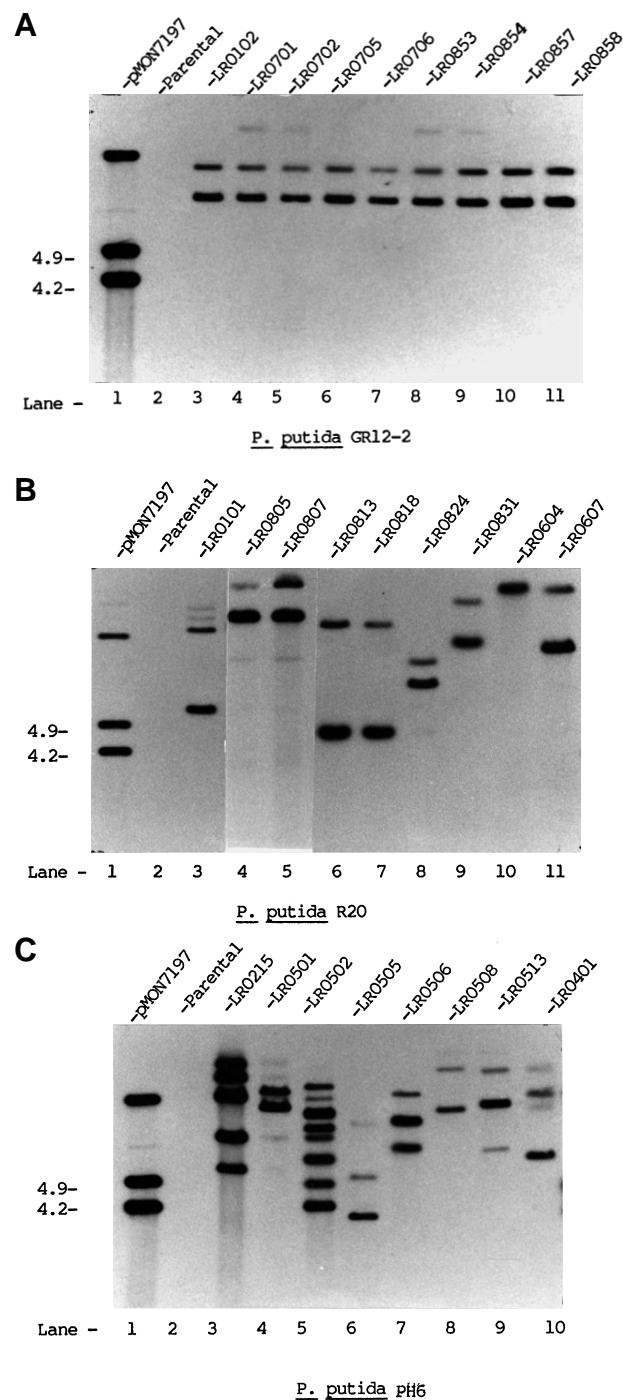 A
-pMON7197 -Parental -LR0102 -LR0701 -LR0702 -LR0705 -LR0706 -LR0853 -LR0854 -LR0857 -LR0858
4.9-
4.2-
Lane - 1 2 3 4 5 6 7 8 9 10 11
P. putida GR12-2
B
-pMON7197 -Parental -LR0101 -LR0805 -LR0807 -LR0813 -LR0818 -LR0824 -LR0831 -LR0604 -LR0607
4.9-
4.2-
Lane - 1 2 3 4 5 6 7 8 9 10 11
P. putida R20
C
-pMON7197 -Parental -LR0215 -LR0501 -LR0502 -LR0505 -LR0506 -LR0508 -LR0513 -LR0401
4.9-
4.2-
Lane - 1 2 3 4 5 6 7 8 9 10
P. putida pH6